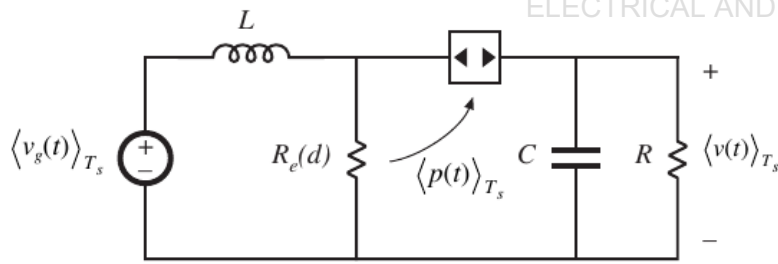 ELECTRICAL AND
L
⟨v_g(t)⟩_{T_s}
+
−
R_e(d)
⟨p(t)⟩_{T_s}
C
R
+
⟨v(t)⟩_{T_s}
−